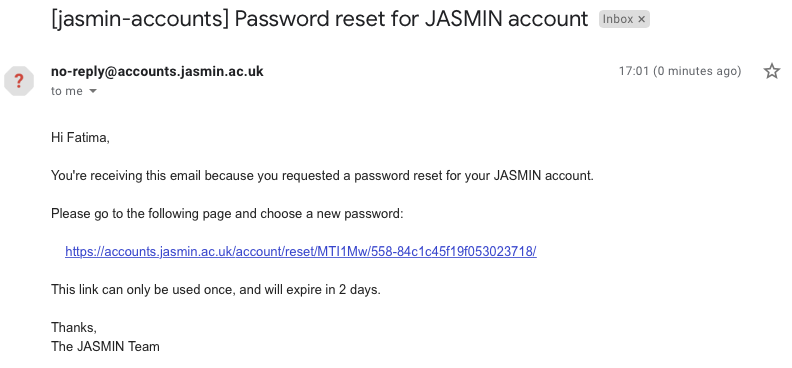 [jasmin-accounts] Password reset for JASMIN account Inbox ×
no-reply@accounts.jasmin.ac.uk 17:01 (0 minutes ago)
to me
?
Hi Fatima,
You're receiving this email because you requested a password reset for your JASMIN account.
Please go to the following page and choose a new password:
https://accounts.jasmin.ac.uk/account/reset/MTI1Mw/558-84c1c45f19f053023718/
This link can only be used once, and will expire in 2 days.
Thanks,
The JASMIN Team